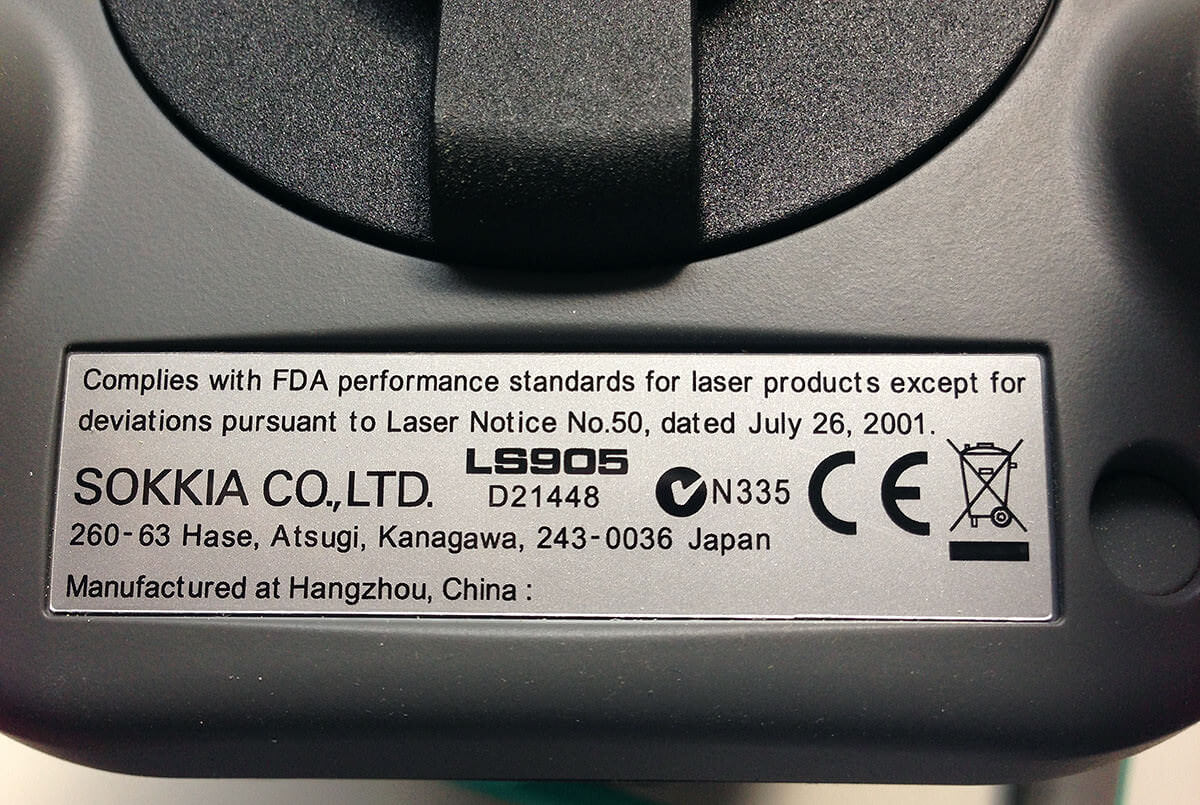 Complies with FDA performance standards for laser products except for
deviations pursuant to Laser Notice No.50, dated July 26, 2001.
SOKKIA CO.,LTD. LS905
D21448 N335 CE
260-63 Hase, Atsugi, Kanagawa, 243-0036 Japan
Manufactured at Hangzhou, China :